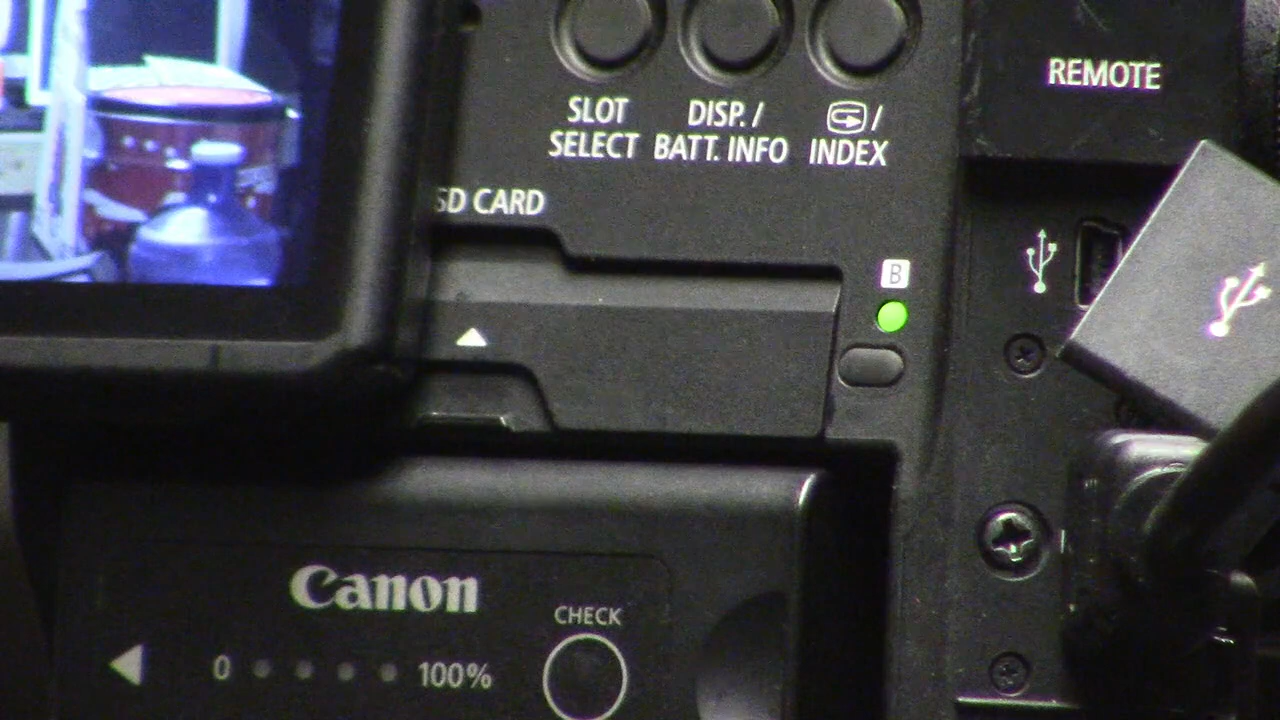 REMOTE
SLOT
SELECT
DISP. /
BATT. INFO
/
INDEX
SD CARD
B
Canon
CHECK
0
100%